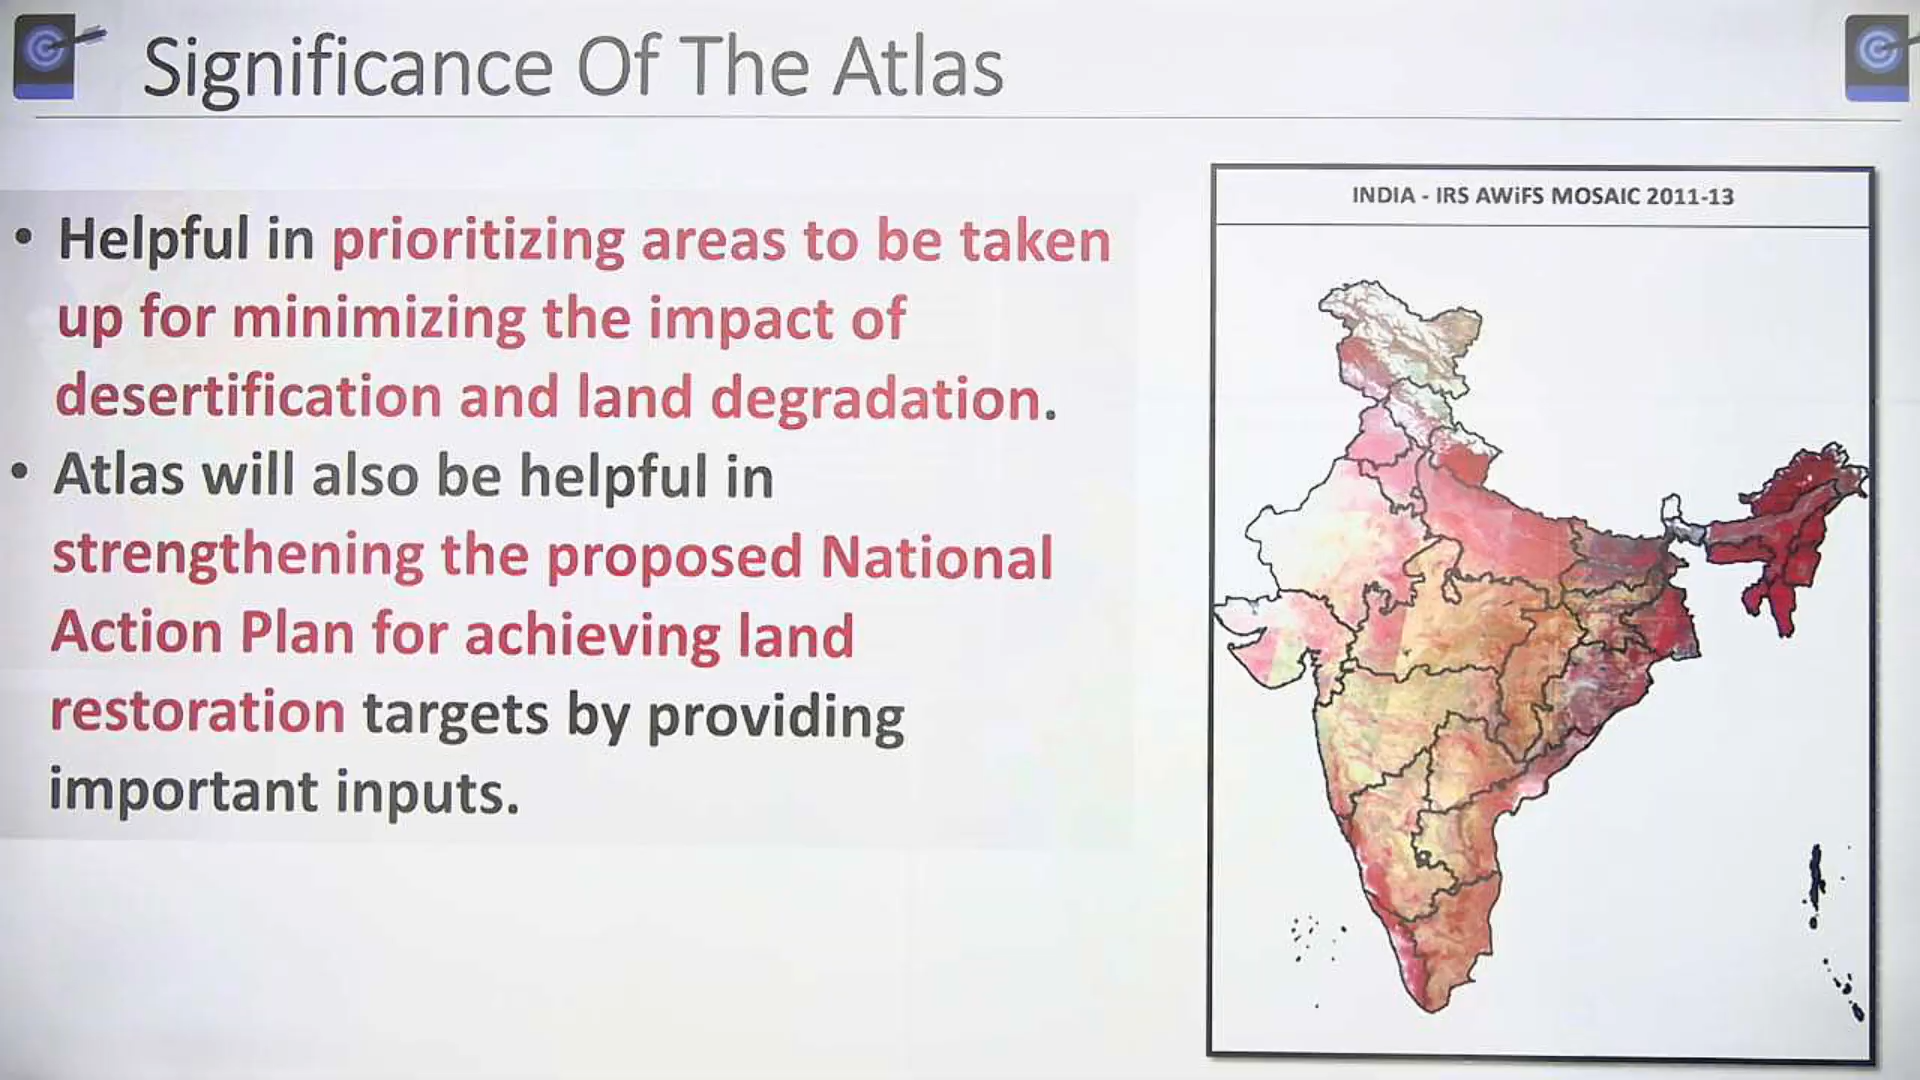 Significance Of The Atlas
• Helpful in prioritizing areas to be taken
up for minimizing the impact of
desertification and land degradation.
• Atlas will also be helpful in
strengthening the proposed National
Action Plan for achieving land
restoration targets by providing
important inputs.
INDIA - IRS AWiFS MOSAIC 2011-13